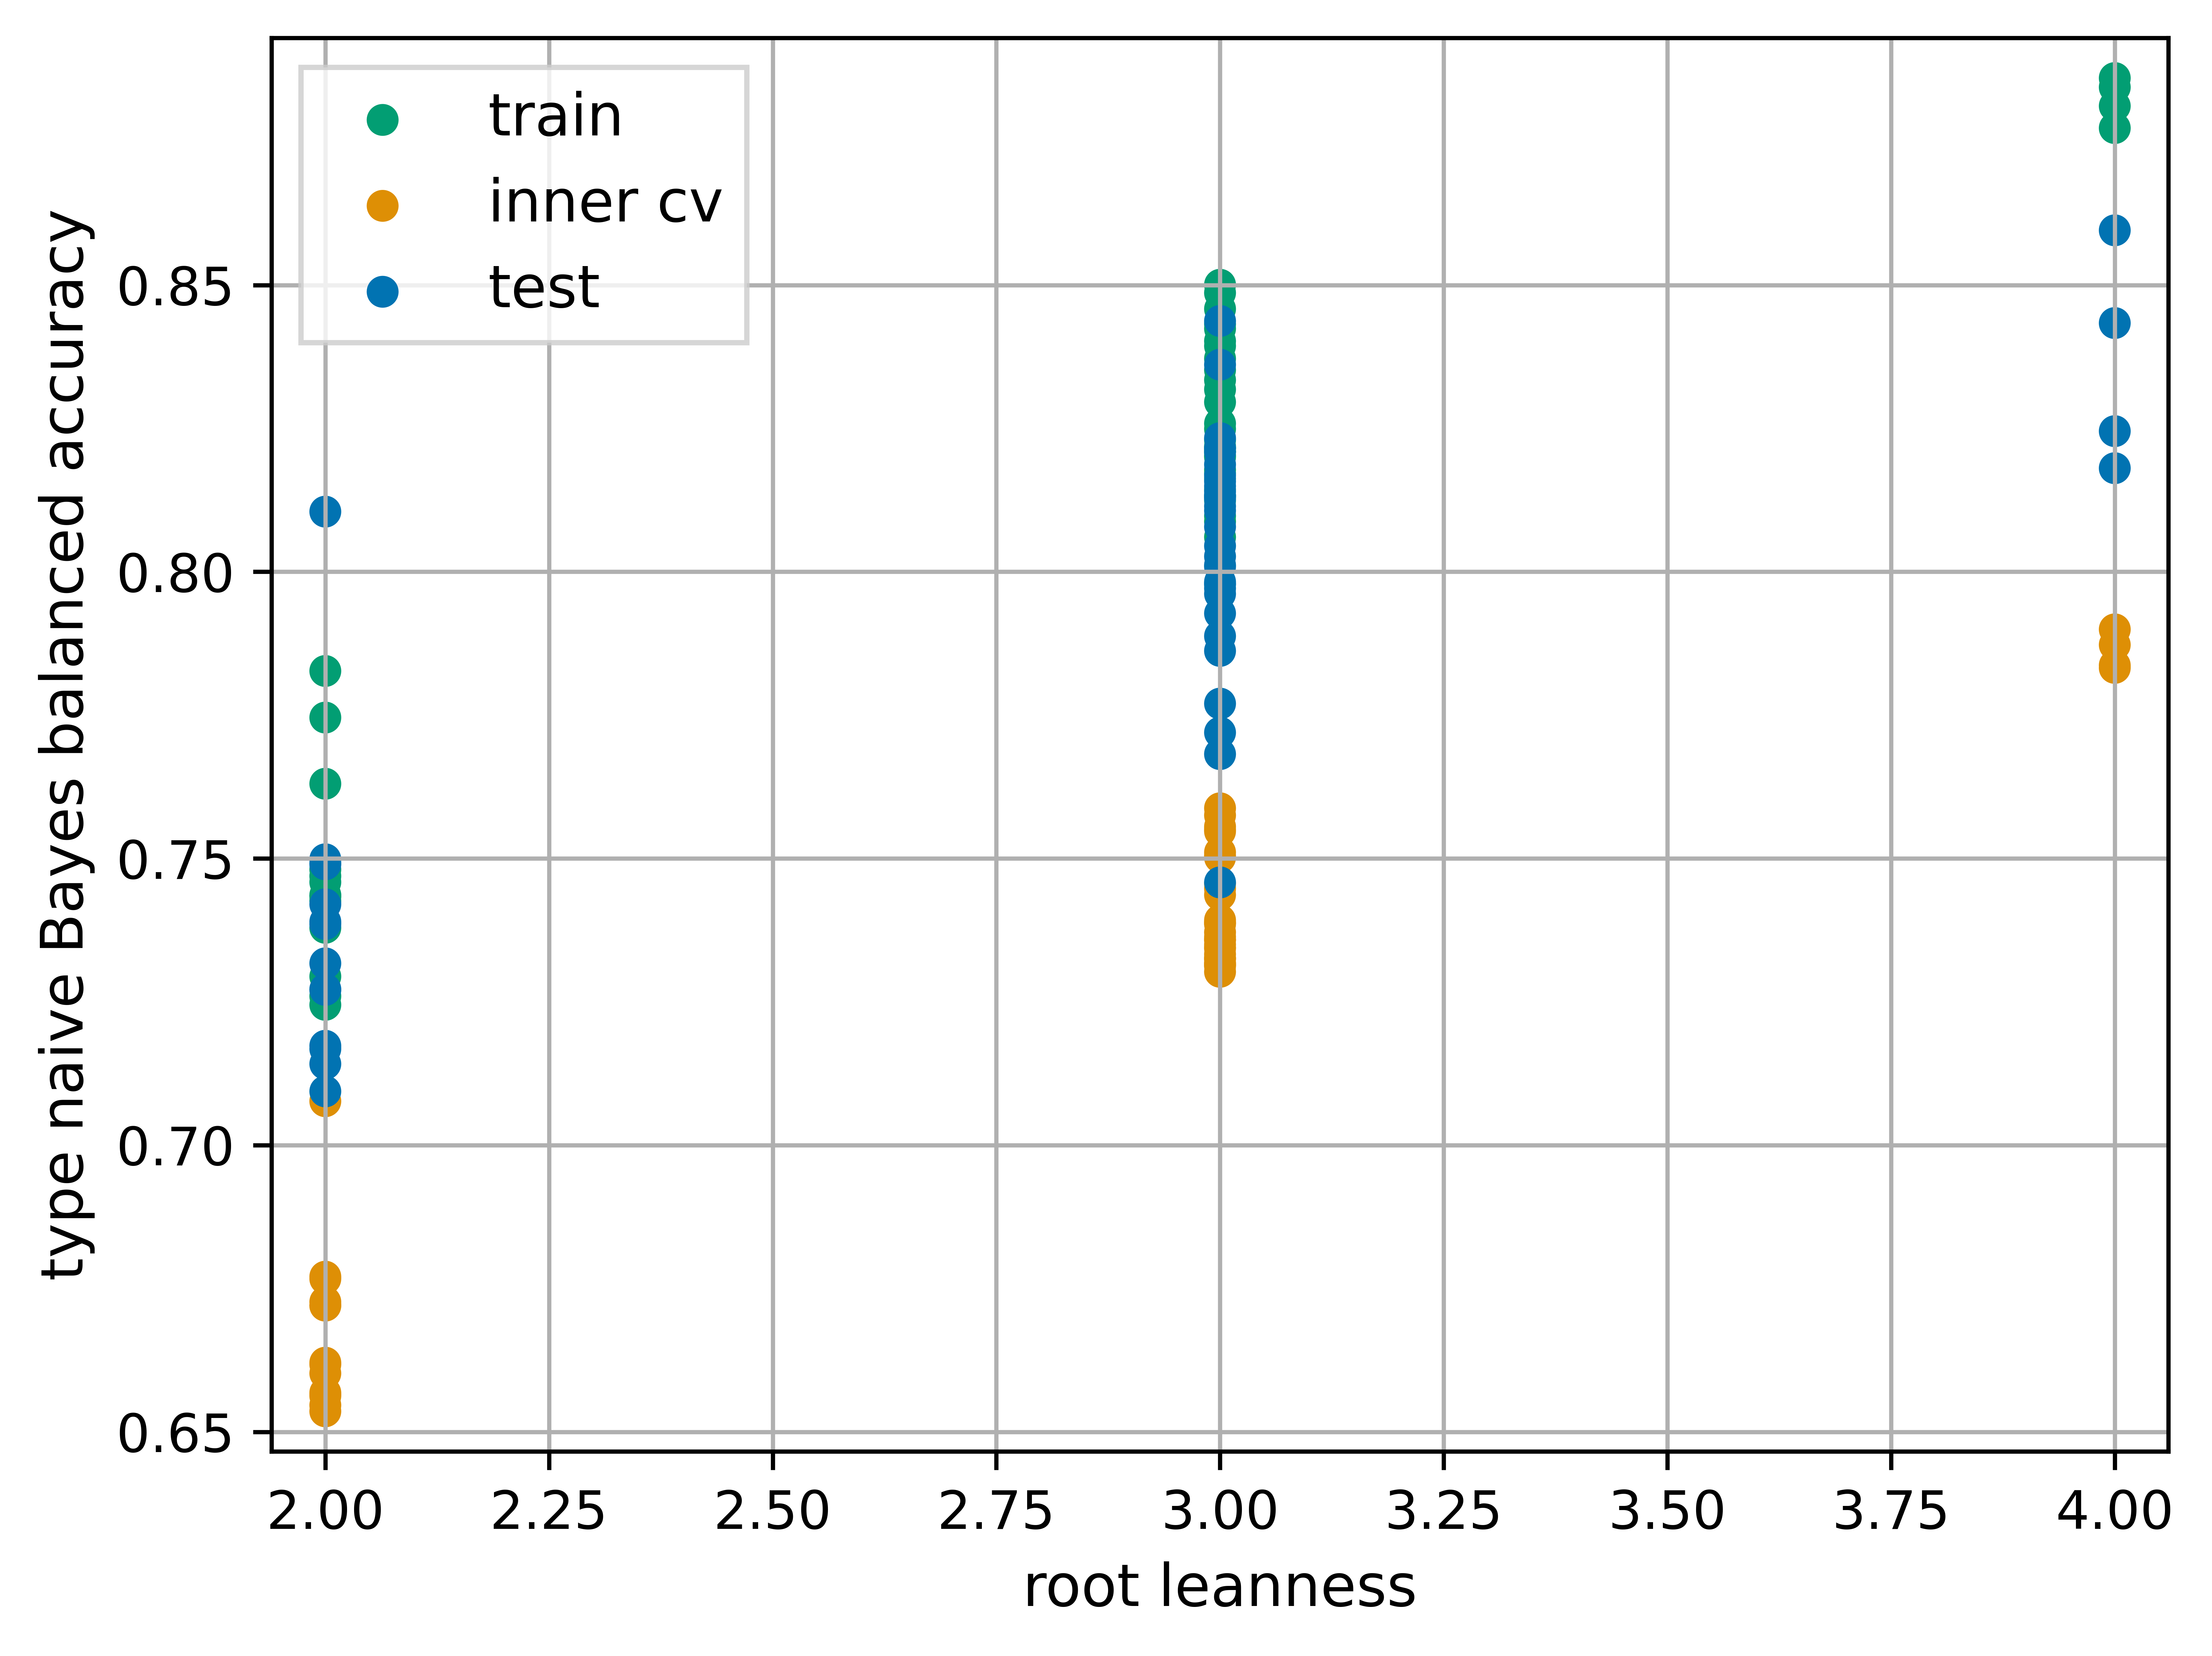 train
inner cv
test
type naive Bayes balanced accuracy
0.85
0.80
0.75
0.70
0.65
2.00 2.25 2.50 2.75 3.00 3.25 3.50 3.75 4.00
root leanness